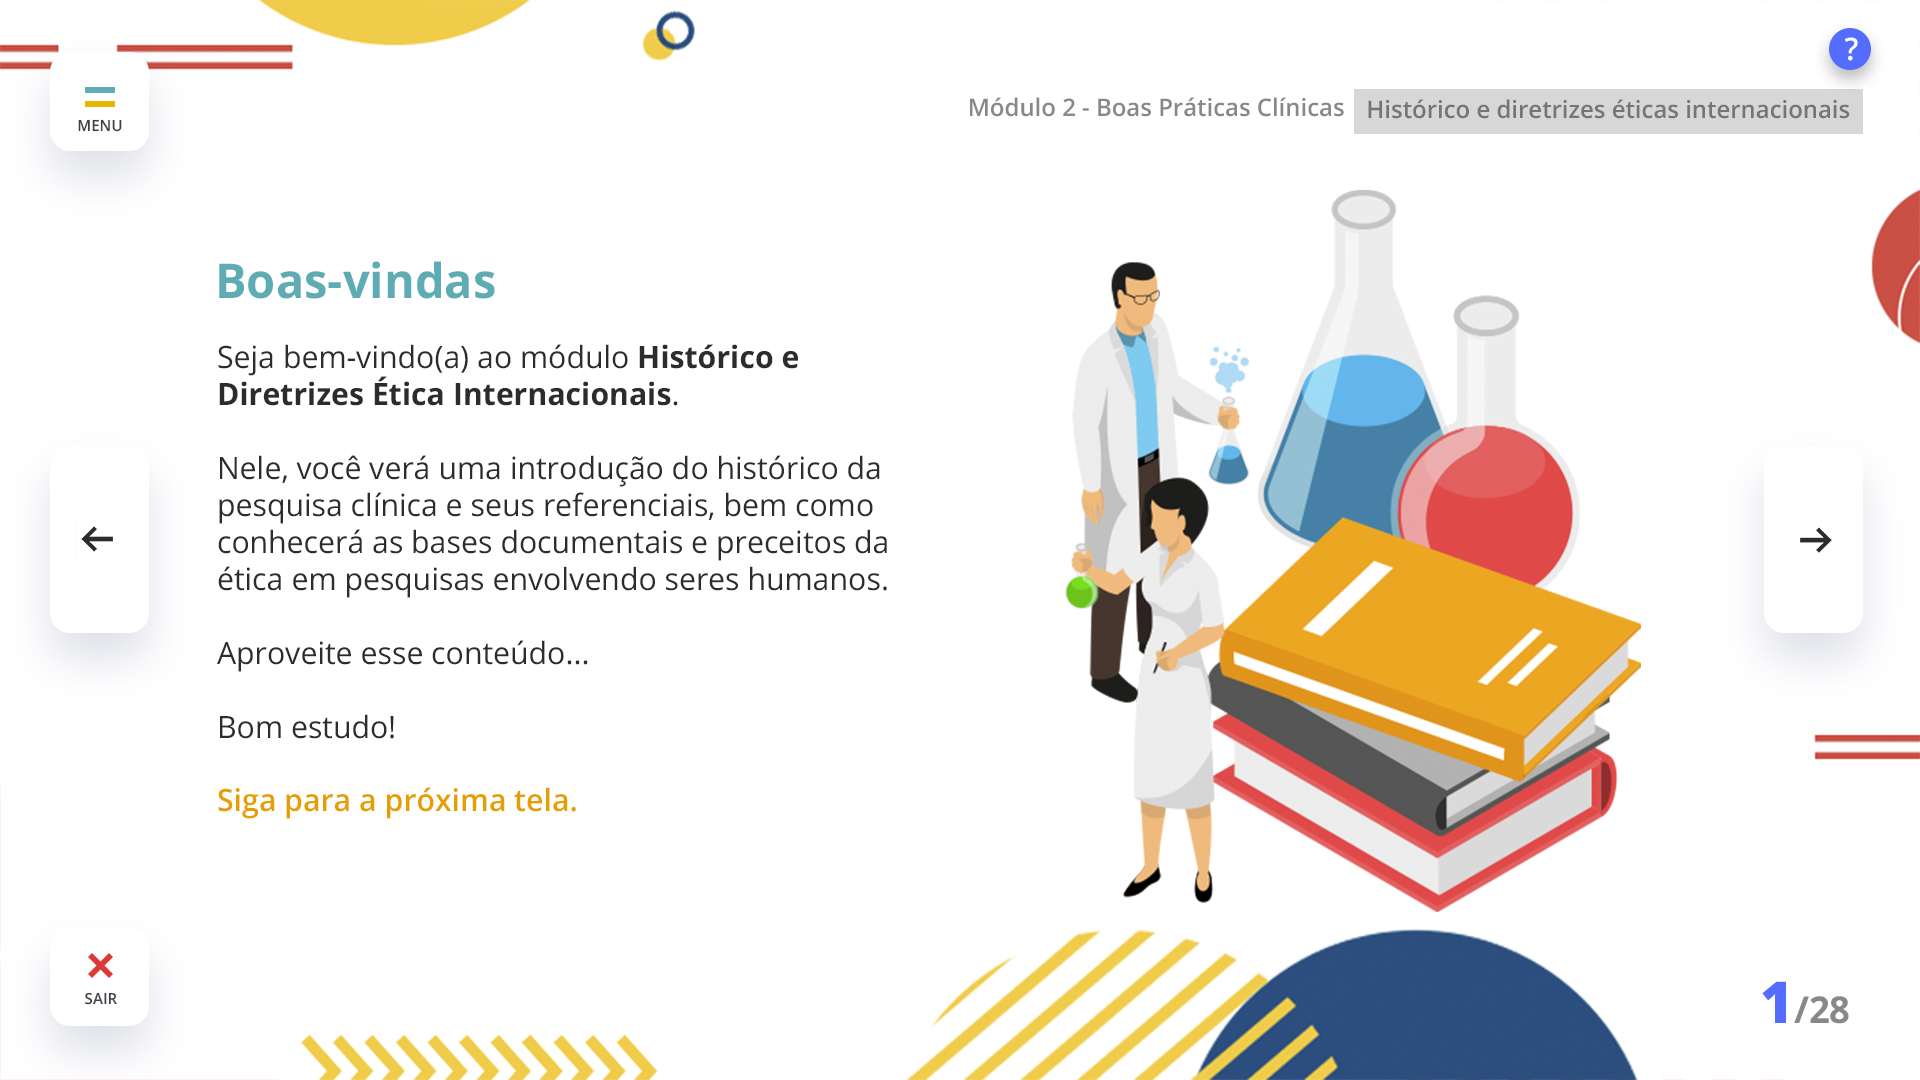 ?
MENU
Módulo 2 - Boas Práticas Clínicas Histórico e diretrizes éticas internacionais
Boas-vindas
Seja bem-vindo(a) ao módulo Histórico e
Diretrizes Ética Internacionais.
Nele, você verá uma introdução do histórico da
pesquisa clínica e seus referenciais, bem como
conhecerá as bases documentais e preceitos da
ética em pesquisas envolvendo seres humanos.
Aproveite esse conteúdo...
Bom estudo!
Siga para a próxima tela.
SAIR
1/28